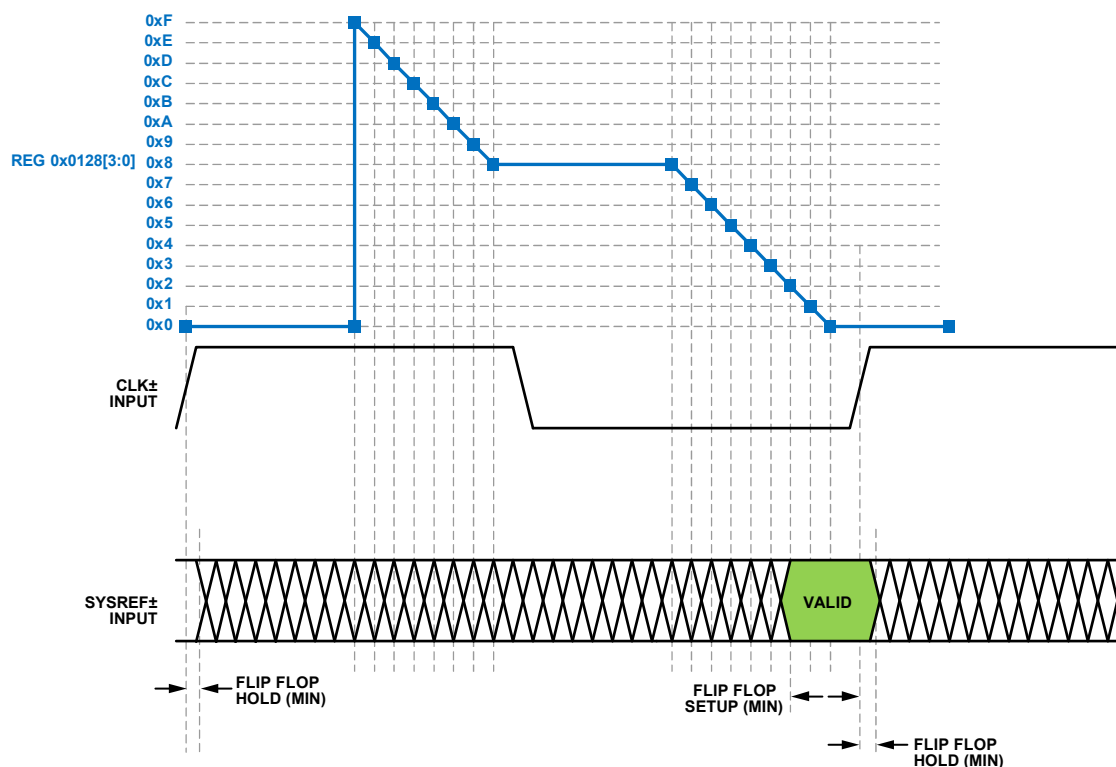 0xF
0xE
0xD
0xC
0xB
0xA
0x9
REG 0x0128[3:0]
0x8
0x7
0x6
0x5
0x4
0x3
0x2
0x1
0x0
CLK±
INPUT
SYSREF±
INPUT
VALID
FLIP FLOP
HOLD (MIN)
FLIP FLOP
SETUP (MIN)
FLIP FLOP
HOLD (MIN)